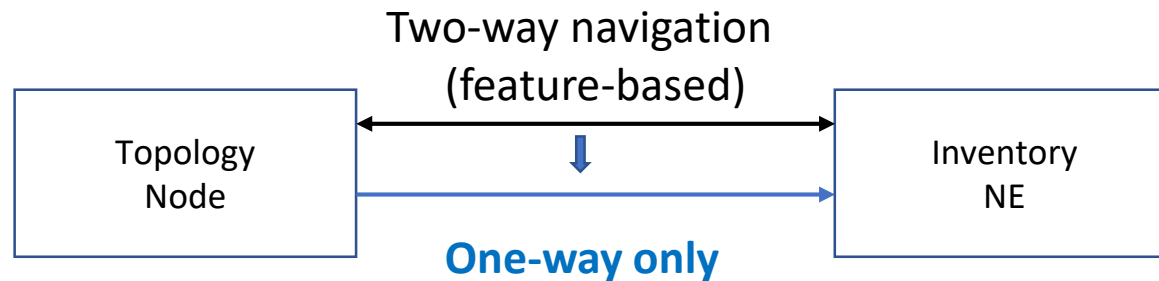 Two-way navigation
(feature-based)
Topology
Node
Inventory
NE
One-way only